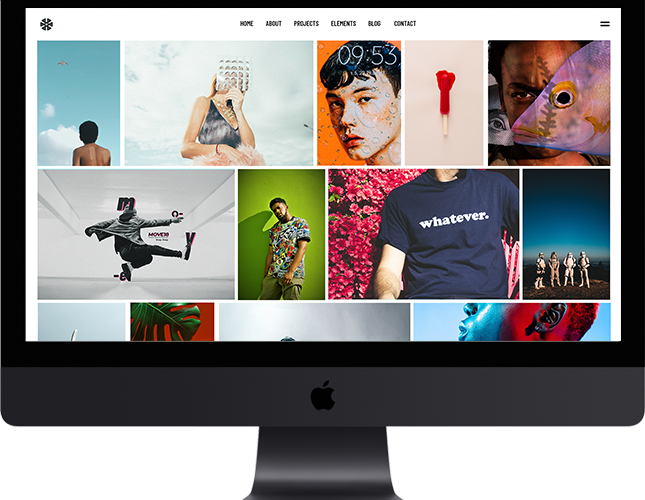 HOME ABOUT PROJECTS ELEMENTS BLOG CONTACT
09:53
m
o-
MOVE18
y
-e
whatever.